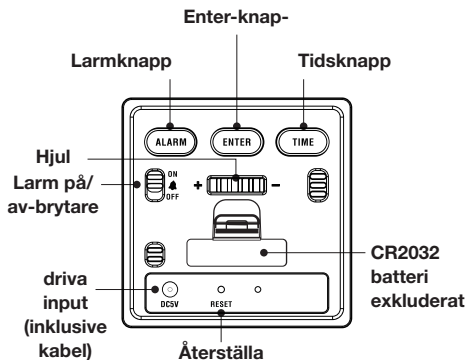 Enter-knap-
Larmknapp
Tidsknapp
ALARM
ENTER
TIME
Hjul
Larm på/
av-brytare
ON
OFF
+
-
CR2032
batteri
exkluderat
driva
input
(inklusive
kabel)
DC5V
RESET
Återställa